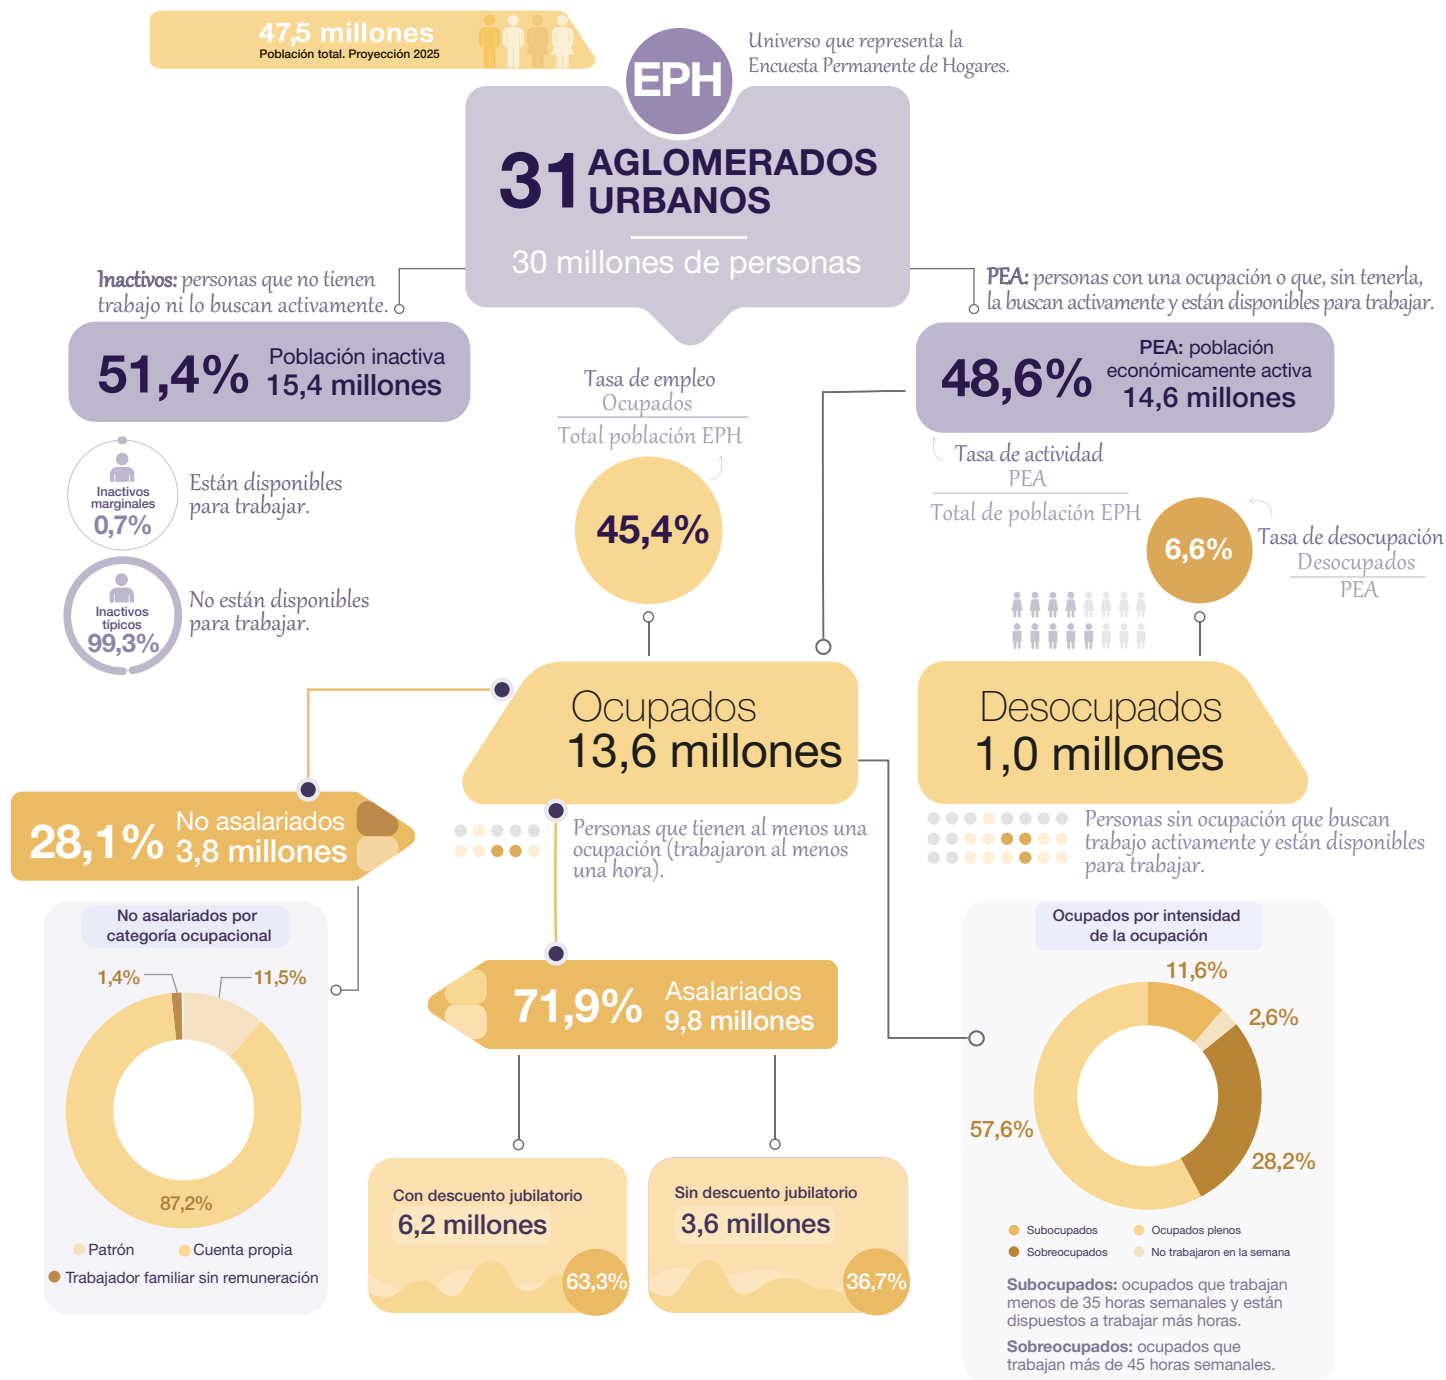 47,5 millones
Población total. Proyección 2025
EPH
Universo que representa la
Encuesta Permanente de Hogares.
31 AGLOMERADOS
URBANOS
30 millones de personas
Inactivos: personas que no tienen
trabajo ni lo buscan activamente.
51,4%
Población inactiva
15,4 millones
Inactivos
marginales
0,7%
Están disponibles
para trabajar.
Inactivos
típicos
99,3%
No están disponibles
para trabajar.
Tasa de empleo
Ocupados
Total población EPH
45,4%
PEA: personas con una ocupación o que, sin tenerla,
la buscan activamente y están disponibles para trabajar.
48,6%
PEA: población
económicamente activa
14,6 millones
Tasa de actividad
PEA
Total de población EPH
6,6%
Tasa de desocupación
Desocupados
PEA
Ocupados
13,6 millones
Desocupados
1,0 millones
Personas que tienen al menos una
ocupación (trabajaron al menos
una hora).
Personas sin ocupación que buscan
trabajo activamente y están disponibles
para trabajar.
28,1%
No asalariados
3,8 millones
No asalariados por
categoría ocupacional
1,4%
11,5%
87,2%
Patrón
Cuenta propia
Trabajador familiar sin remuneración
71,9%
Asalariados
9,8 millones
Con descuento jubilatorio
6,2 millones
63,3%
Sin descuento jubilatorio
3,6 millones
36,7%
Ocupados por intensidad
de la ocupación
11,6%
2,6%
57,6%
28,2%
Subocupados
Ocupados plenos
Sobreocupados
No trabajaron en la semana
Subocupados: ocupados que trabajan
menos de 35 horas semanales y están
dispuestos a trabajar más horas.
Sobreocupados: ocupados que
trabajan más de 45 horas semanales.